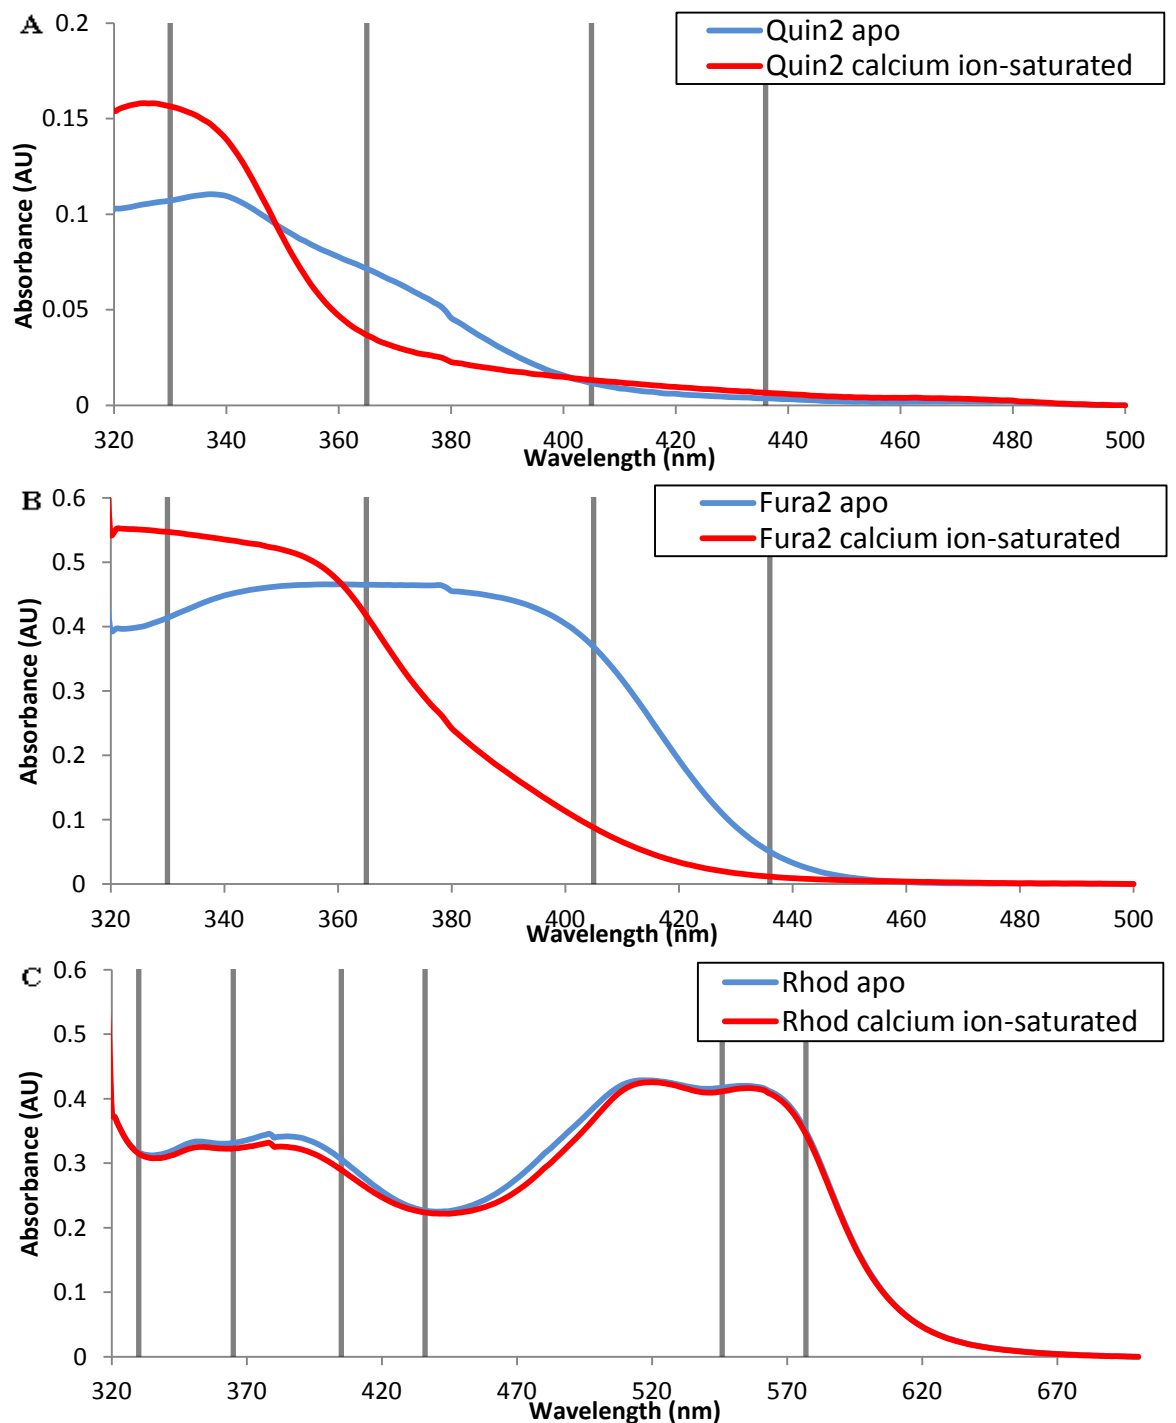 A
0.2
0.15
0.1
0.05
0
Absorbance (AU)
Quin2 apo
Quin2 calcium ion-saturated
320 340 360 380 400 420 440 460 480 500
Wavelength (nm)
B
0.6
0.5
0.4
0.3
0.2
0.1
0
Absorbance (AU)
Fura2 apo
Fura2 calcium ion-saturated
320 340 360 380 400 420 440 460 480 500
Wavelength (nm)
C
0.6
0.5
0.4
0.3
0.2
0.1
0
Absorbance (AU)
Rhod apo
Rhod calcium ion-saturated
320 370 420 470 520 570 620 670
Wavelength (nm)